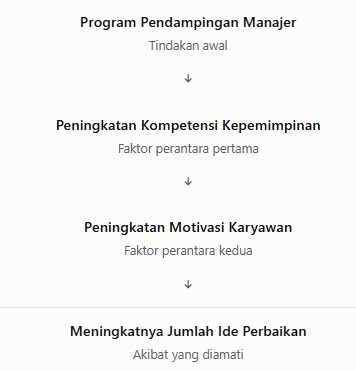 Program Pendampingan Manajer
Tindakan awal
↓
Peningkatan Kompetensi Kepemimpinan
Faktor perantara pertama
↓
Peningkatan Motivasi Karyawan
Faktor perantara kedua
↓
Meningkatnya Jumlah Ide Perbaikan
Akibat yang diamati